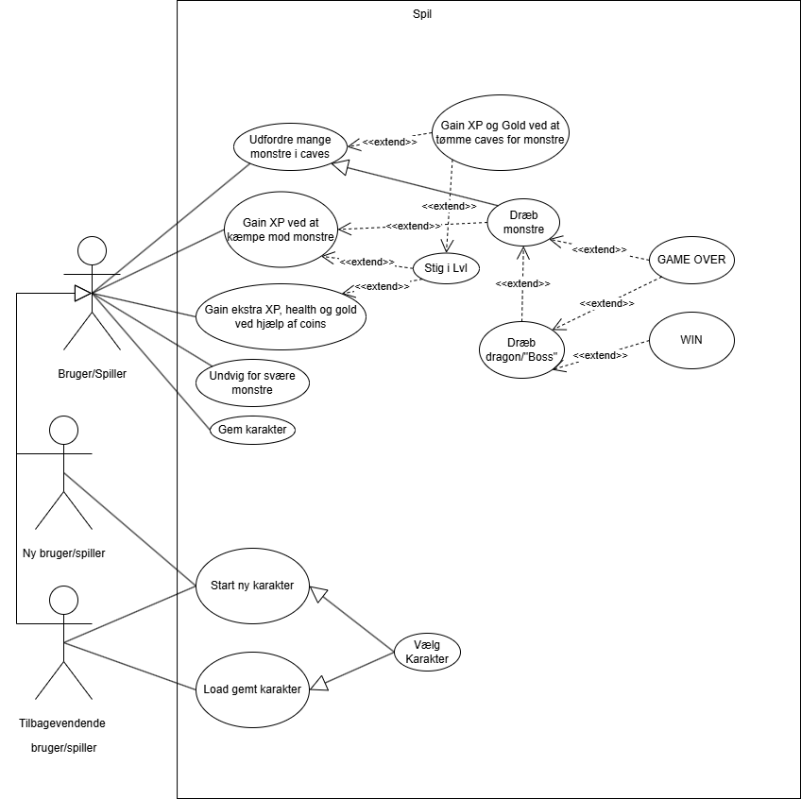 Spil
Gain XP og Gold ved at
tømme caves for monstre
Udfordre mange
monstre i caves
<<extend>>
<<extend>>
Dræb
monstre
Gain XP ved at
kæmpe mod monstre
<<extend>>
<<extend>>
GAME OVER
<<extend>>
Stig i Lvl
<<extend>>
<<extend>>
Gain ekstra XP, health og gold
ved hjælp af coins
<<extend>>
WIN
Dræb
dragon/"Boss"
<<extend>>
Bruger/Spiller
Undvig for svære
monstre
Gem karakter
Ny bruger/spiller
Start ny karakter
Vælg
Karakter
Load gemt karakter
Tilbagevendende
bruger/spiller